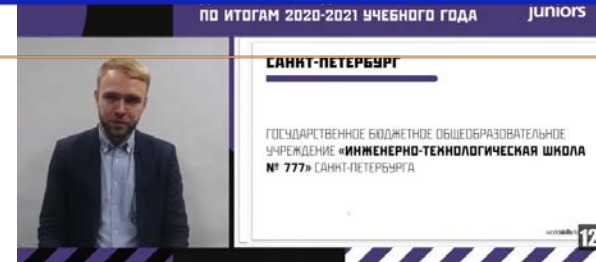 ПО ИТОГАМ 2020-2021 УЧЕБНОГО ГОДА
juniors
САНКТ-ПЕТЕРБУРГ
ГОСУДАРСТВЕННОЕ БЮДЖЕТНОЕ ОБЩЕОБРАЗОВАТЕЛЬНОЕ
УЧРЕЖДЕНИЕ «ИНЖЕНЕРНО-ТЕХНОЛОГИЧЕСКАЯ ШКОЛА
№ 777» САНКТ-ПЕТЕРБУРГА
worldskills
12